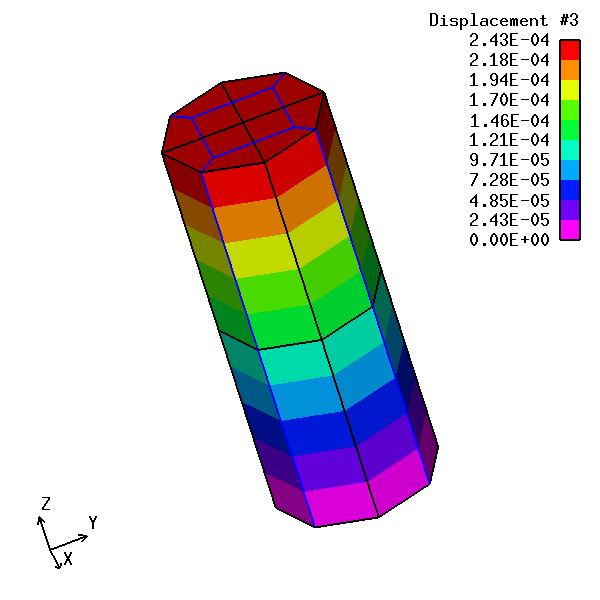 Displacement #3
2.43E-04
2.18E-04
1.94E-04
1.70E-04
1.46E-04
1.21E-04
9.71E-05
7.28E-05
4.85E-05
2.43E-05
0.00E+00
Z
Y
X